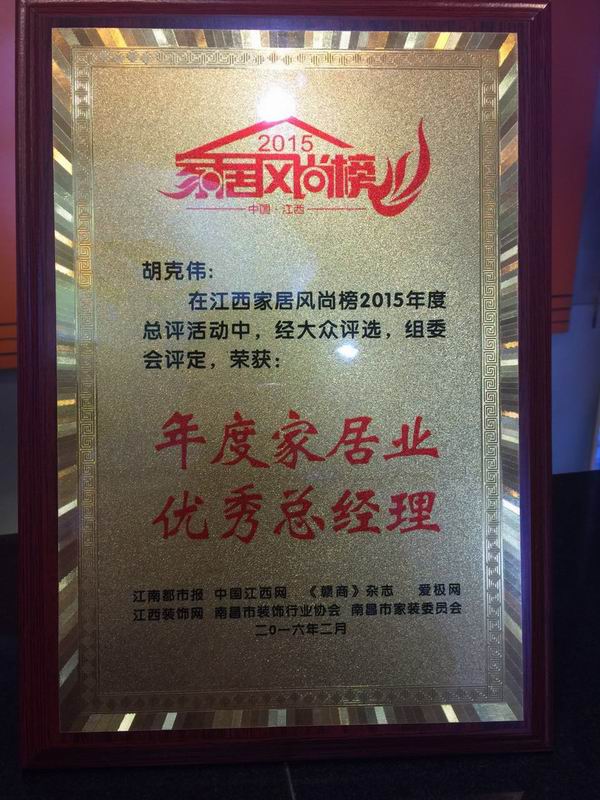 2015
家居风尚榜
中国·江西
胡克伟:
在江西家居风尚榜2015年度
总评活动中，经大众评选，组委
会评定，荣获:
年度家居业
优秀总经理
江南都市报 中国江西网 《赣商》杂志 爱极网
江西装饰网 南昌市装饰行业协会 南昌市家装委员会
二0一六年二月